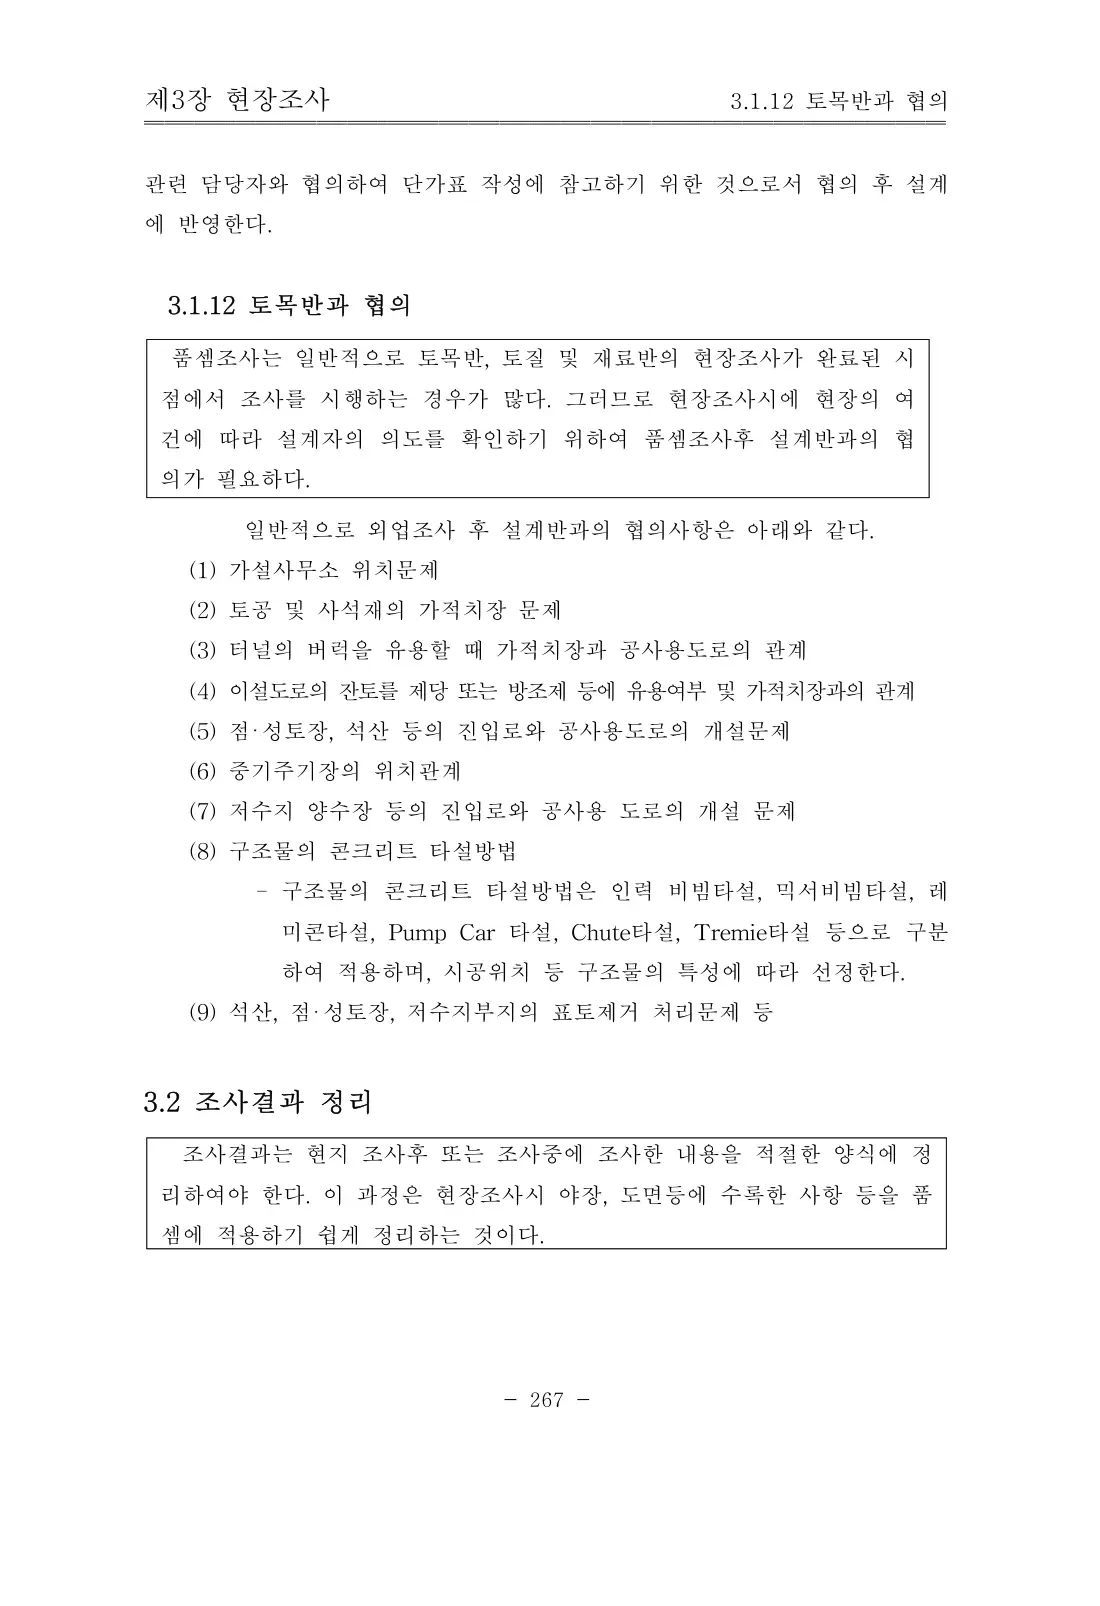 제3장 현장조사 3.1.12 토목반과 협의
관련 담당자와 협의하여 단가표 작성에 참고하기 위한 것으로서 협의 후 설계
에 반영한다.
3.1.12 토목반과 협의
품셈조사는 일반적으로 토목반, 토질 및 재료반의 현장조사가 완료된 시
점에서 조사를 시행하는 경우가 많다. 그러므로 현장조사시에 현장의 여
건에 따라 설계자의 의도를 확인하기 위하여 품셈조사후 설계반과의 협
의가 필요하다.
일반적으로 외업조사 후 설계반과의 협의사항은 아래와 같다.
(1) 가설사무소 위치문제
(2) 토공 및 사석재의 가적치장 문제
(3) 터널의 버력을 유용할 때 가적치장과 공사용도로의 관계
(4) 이설도로의 잔토를 제당 또는 방조제 등에 유용여부 및 가적치장과의 관계
(5) 점·성토장, 석산 등의 진입로와 공사용도로의 개설문제
(6) 중기주기장의 위치관계
(7) 저수지 양수장 등의 진입로와 공사용 도로의 개설 문제
(8) 구조물의 콘크리트 타설방법
- 구조물의 콘크리트 타설방법은 인력 비빔타설, 믹서비빔타설, 레
미콘타설, Pump Car 타설, Chute타설, Tremie타설 등으로 구분
하여 적용하며, 시공위치 등 구조물의 특성에 따라 선정한다.
(9) 석산, 점·성토장, 저수지부지의 표토제거 처리문제 등
3.2 조사결과 정리
조사결과는 현지 조사후 또는 조사중에 조사한 내용을 적절한 양식에 정
리하여야 한다. 이 과정은 현장조사시 야장, 도면등에 수록한 사항 등을 품
셈에 적용하기 쉽게 정리하는 것이다.
- 267 -